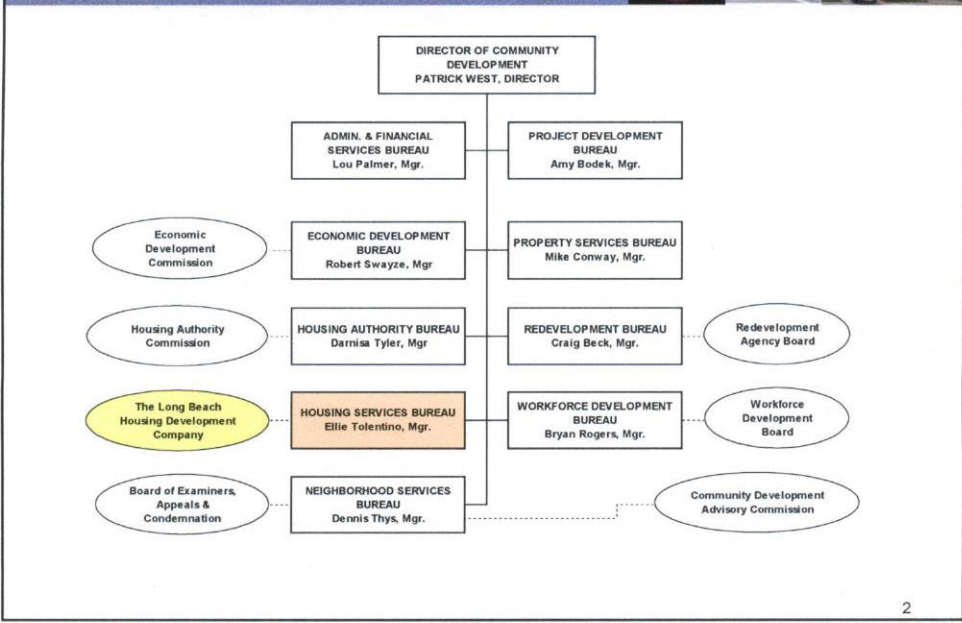 DIRECTOR OF COMMUNITY
DEVELOPMENT
PATRICK WEST, DIRECTOR
ADMIN. & FINANCIAL
SERVICES BUREAU
Lou Palmer, Mgr.
PROJECT DEVELOPMENT
BUREAU
Amy Bodek, Mgr.
Economic
Development
Commission
ECONOMIC DEVELOPMENT
BUREAU
Robert Swayze, Mgr
PROPERTY SERVICES BUREAU
Mike Conway, Mgr.
Housing Authority
Commission
HOUSING AUTHORITY BUREAU
Darnisa Tyler, Mgr
REDEVELOPMENT BUREAU
Craig Beck, Mgr.
Redevelopment
Agency Board
The Long Beach
Housing Development
Company
HOUSING SERVICES BUREAU
Ellie Tolentino, Mgr.
WORKFORCE DEVELOPMENT
BUREAU
Bryan Rogers, Mgr.
Workforce
Development
Board
Board of Examiners,
Appeals &
Condemnation
NEIGHBORHOOD SERVICES
BUREAU
Dennis Thys, Mgr.
Community Development
Advisory Commission
2